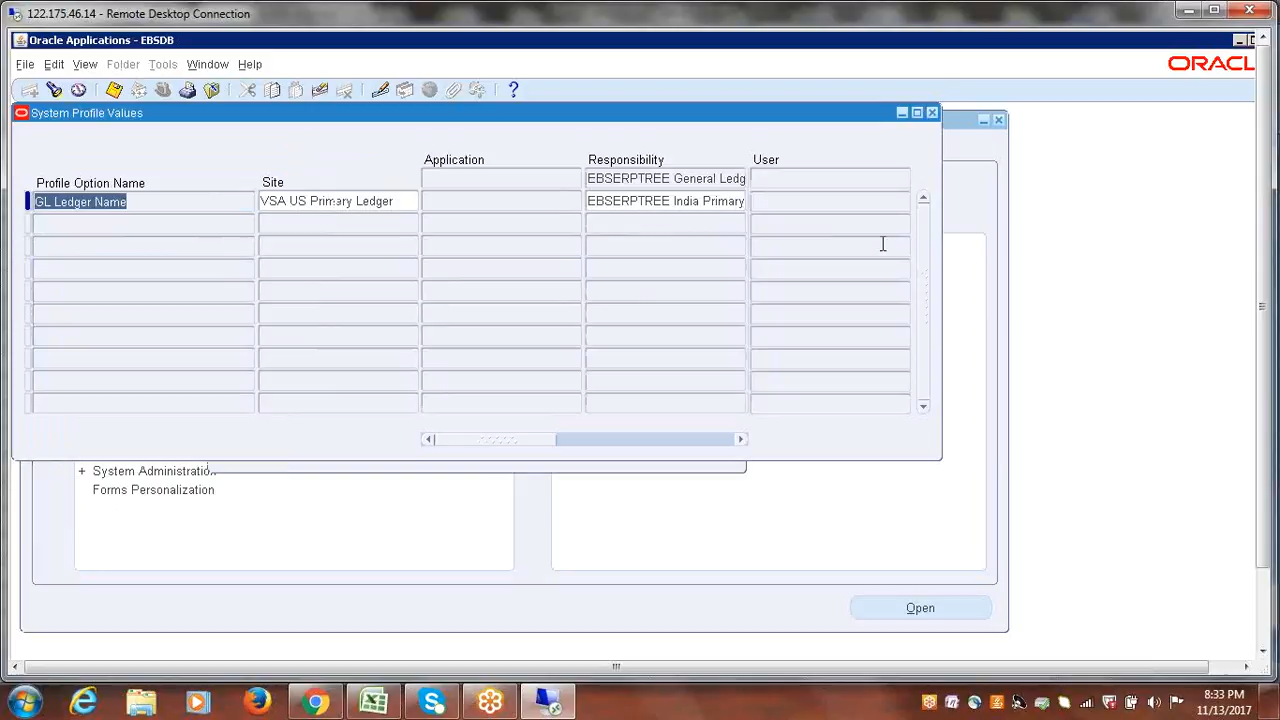 122.175.46.14 - Remote Desktop Connection
Oracle Applications - EBSDB
File Edit View Folder Tools Window Help
ORACL
System Profile Values
Application Responsibility User
Profile Option Name Site
EBSERPTREE General Ledg
GL Ledger Name VSA US Primary Ledger EBSERPTREE India Primary
+ System Administration
Forms Personalization
Open
8:33 PM
11/13/2017